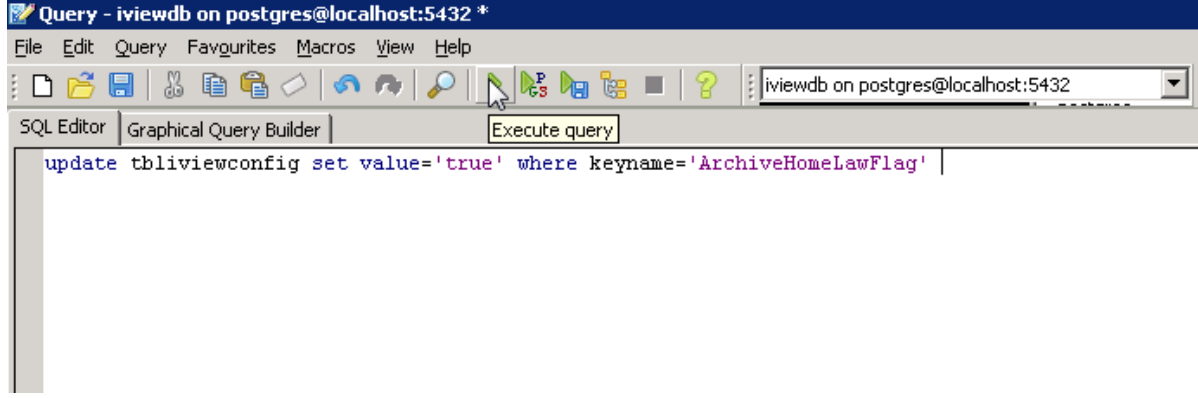 Query - iviewdb on postgres@localhost:5432 *
File Edit Query Favourites Macros View Help
iviewdb on postgres@localhost:5432
SQL Editor Graphical Query Builder Execute query
update tbliviewconfig set value='true' where keyname='ArchiveHomeLawFlag'